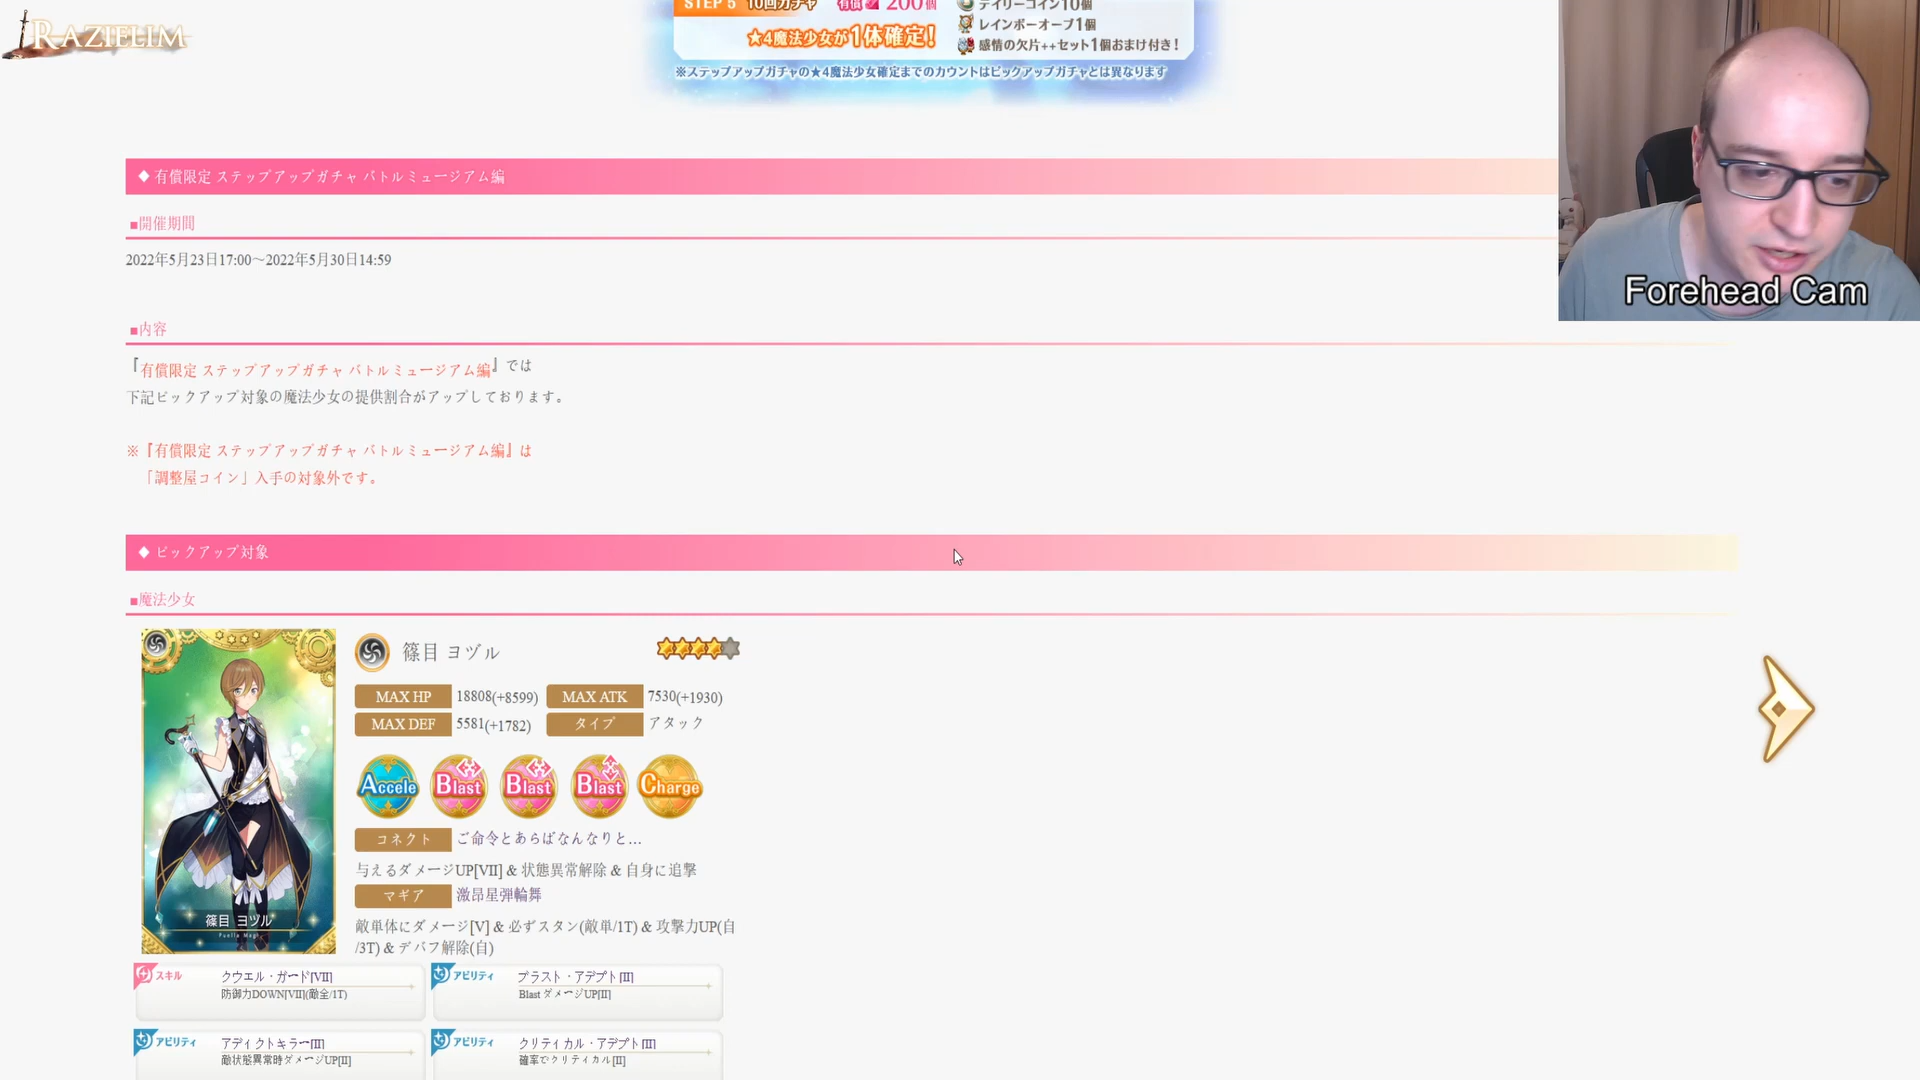 RAZIELIM
STEP 5 10回ガチャ 有償 200個
デイリーコイン10個
レインボーオーブ1個
★4魔法少女が1体確定!
感情の欠片++セット1個おまけ付き!
※ステップアップガチャの★4魔法少女確定までのカウントはピックアップガチャとは異なります
◆ 有償限定 ステップアップガチャ バトルミュージアム編
■開催期間
2022年5月23日17:00～2022年5月30日14:59
Forehead Cam
■内容
『有償限定 ステップアップガチャ バトルミュージアム編』では
下記ピックアップ対象の魔法少女の提供割合がアップしております。
※『有償限定 ステップアップガチャ バトルミュージアム編』は
「調整屋コイン」入手の対象外です。
◆ ピックアップ対象
■魔法少女
篠目 ヨヅル
MAX HP 18808(+8599) MAX ATK 7530(+1930)
MAX DEF 5581(+1782) タイプ アタック
Accele Blast Blast Blast Charge
コネクト ご命令とあらばなんなりと…
与えるダメージUP[VII] & 状態異常解除 & 自身に追撃
マギア 激昂星弾輪舞
敵単体にダメージ[V] & 必ずスタン(敵単/1T) & 攻撃力UP(自
/3T) & デバフ解除(自)
篠目 ヨヅル
Puella Magi
スキル クウエル・ガード[VII]
防御力DOWN[VII](敵全/1T)
アビリティ ブラスト・アデプト[II]
Blast ダメージUP[II]
アビリティ アディクトキラー[II]
敵状態異常時ダメージUP[II]
アビリティ クリティカル・アデプト[II]
確率でクリティカル[II]